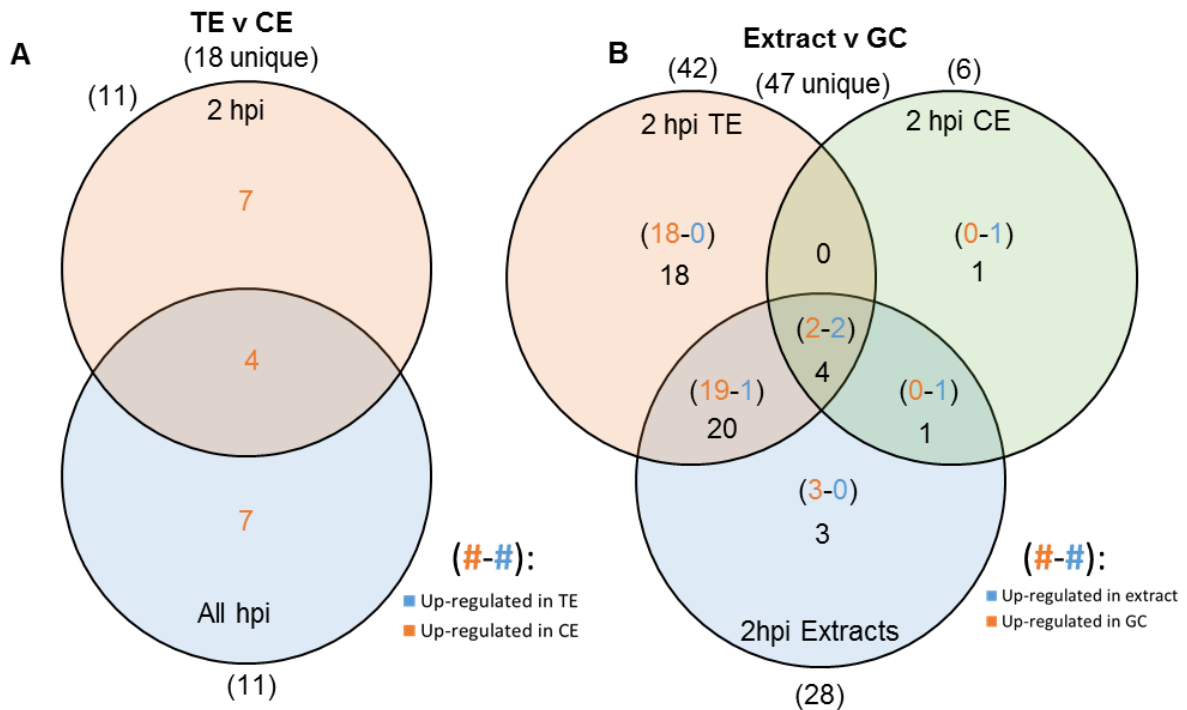 A
TE v CE
(18 unique)
(11)
2 hpi
7
4
7
All hpi
(11)
(#-#):
Up-regulated in TE
Up-regulated in CE
B
Extract v GC
(42)
(47 unique)
(6)
2 hpi TE
2 hpi CE
(18-0)
18
0
(0-1)
1
(2-2)
4
(19-1)
20
(0-1)
1
(3-0)
3
2hpi Extracts
(28)
(#-#):
Up-regulated in extract
Up-regulated in GC